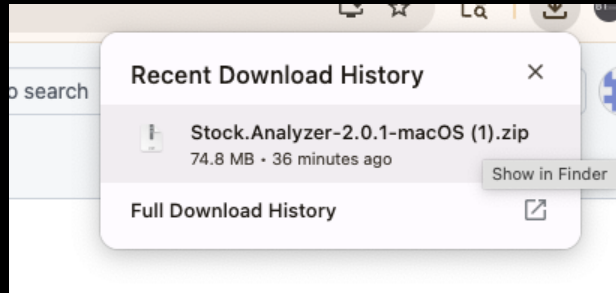 o search
Recent Download History
Stock.Analyzer-2.0.1-macOS (1).zip
74.8 MB • 36 minutes ago
Show in Finder
Full Download History